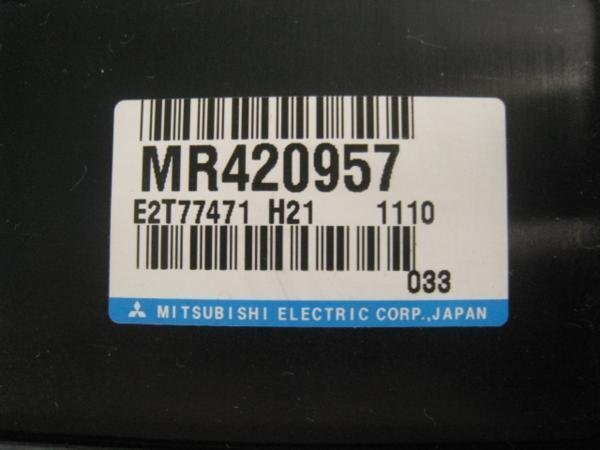 MR420957
E2T77471 H21 1110
033
MITSUBISHI ELECTRIC CORP.,JAPAN